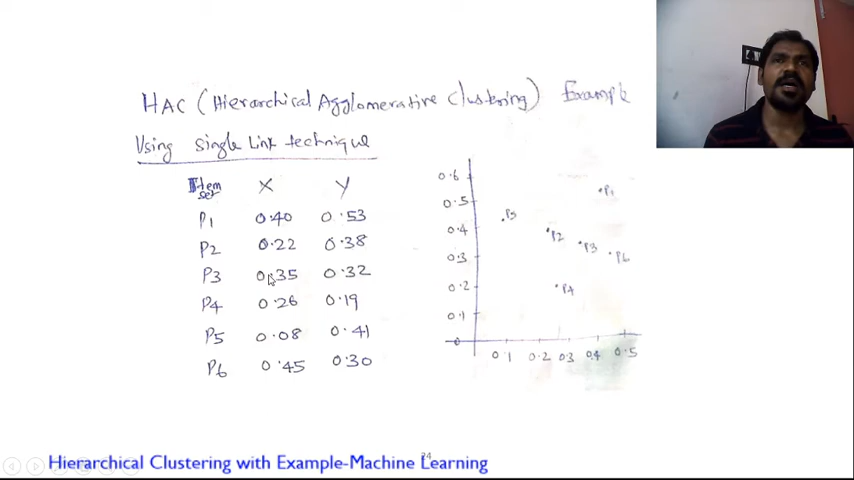 HAC (Hierarchical Agglomerative Clustering) Example
Using Single Link technique
Item set X Y
P1 0.40 0.53
P2 0.22 0.38
P3 0.35 0.32
P4 0.26 0.19
P5 0.08 0.41
P6 0.45 0.30
0.6
P1
0.5
P5
0.4
P2
P3
0.3
P6
0.2
P4
0.1
0
0.1 0.2 0.3 0.4 0.5
24
Hierarchical Clustering with Example-Machine Learning